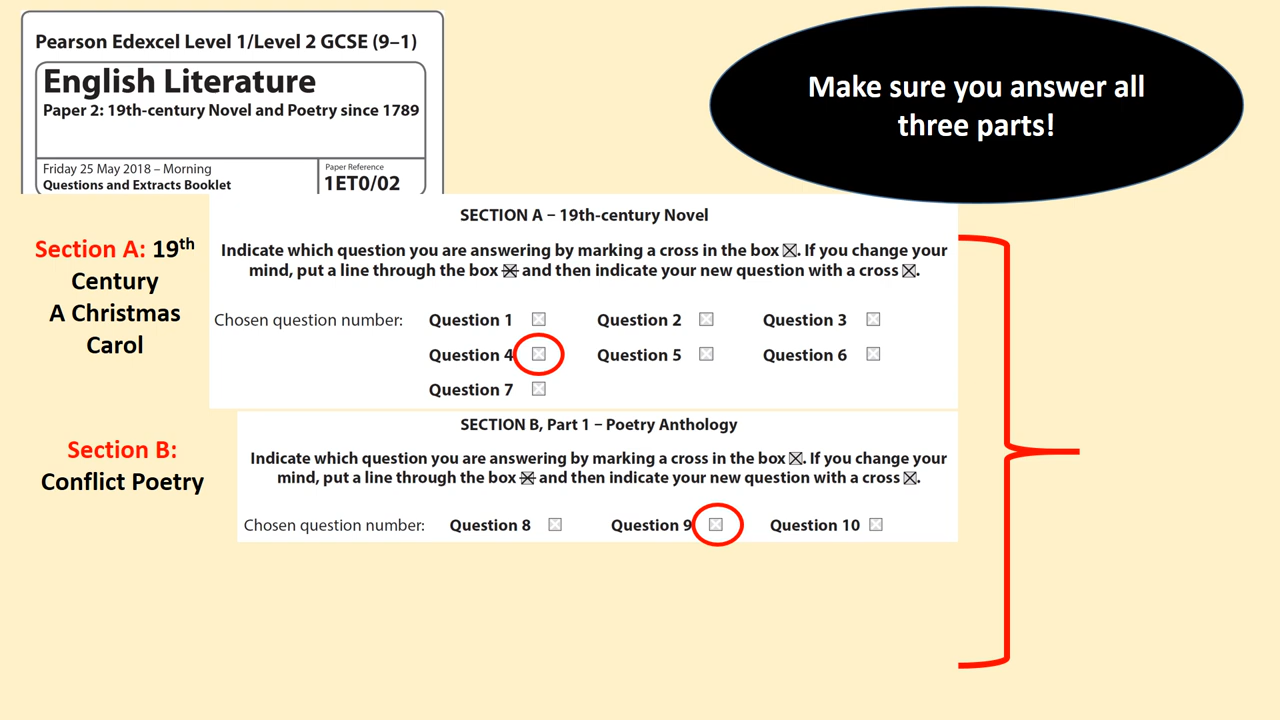 Pearson Edexcel Level 1/Level 2 GCSE (9–1)
English Literature
Paper 2: 19th-century Novel and Poetry since 1789
Friday 25 May 2018 – Morning
Questions and Extracts Booklet
Paper Reference
1ET0/02
Make sure you answer all
three parts!
Section A: 19th
Century
A Christmas
Carol
SECTION A – 19th-century Novel
Indicate which question you are answering by marking a cross in the box ☒. If you change your
mind, put a line through the box ☒ and then indicate your new question with a cross ☒.
Chosen question number: Question 1 ☒ Question 2 ☒ Question 3 ☒
Question 4 ☒ Question 5 ☒ Question 6 ☒
Question 7 ☒
Section B:
Conflict Poetry
SECTION B, Part 1 – Poetry Anthology
Indicate which question you are answering by marking a cross in the box ☒. If you change your
mind, put a line through the box ☒ and then indicate your new question with a cross ☒.
Chosen question number: Question 8 ☒ Question 9 ☒ Question 10 ☒